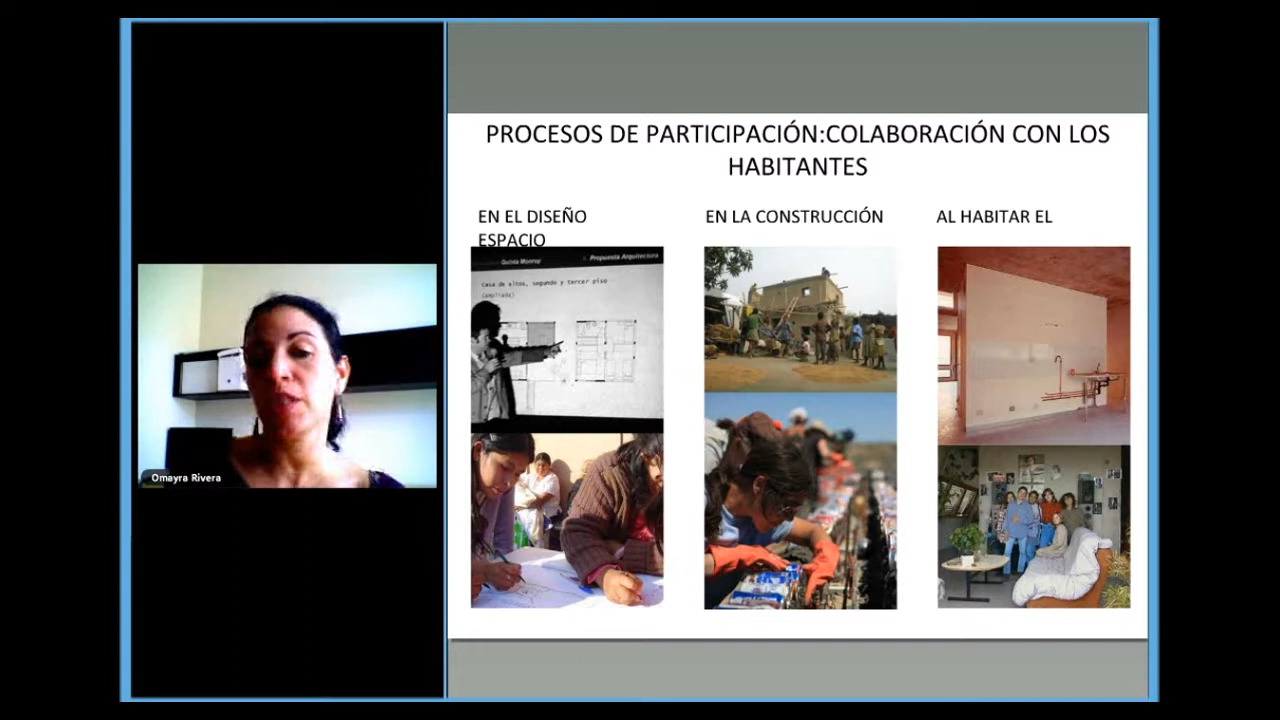 PROCESOS DE PARTICIPACIÓN:COLABORACIÓN CON LOS
HABITANTES
EN EL DISEÑO EN LA CONSTRUCCIÓN AL HABITAR EL
ESPACIO
Quinta Monroy Propuesta Arquitectura
casa de altos, segundo y tercer piso
(ampliada)
Omayra Rivera